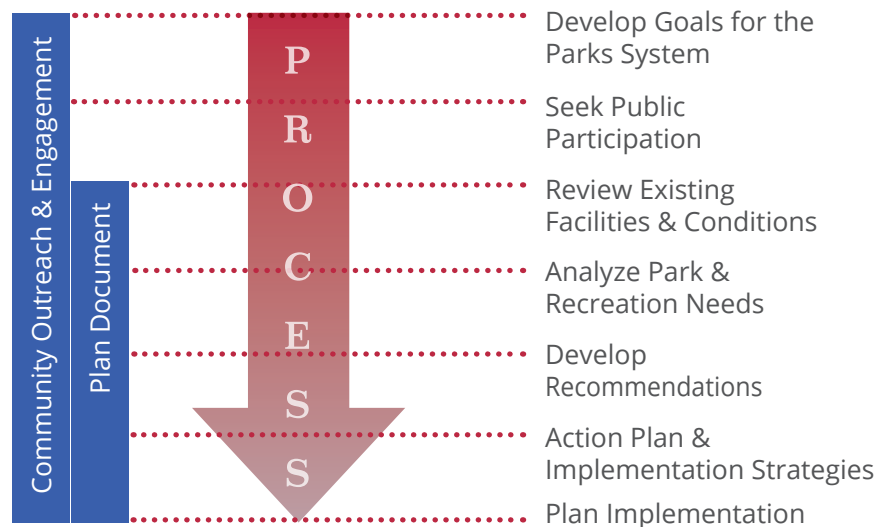 Community Outreach & Engagement
Plan Document
PROCESS
Develop Goals for the
Parks System
Seek Public
Participation
Review Existing
Facilities & Conditions
Analyze Park &
Recreation Needs
Develop
Recommendations
Action Plan &
Implementation Strategies
Plan Implementation